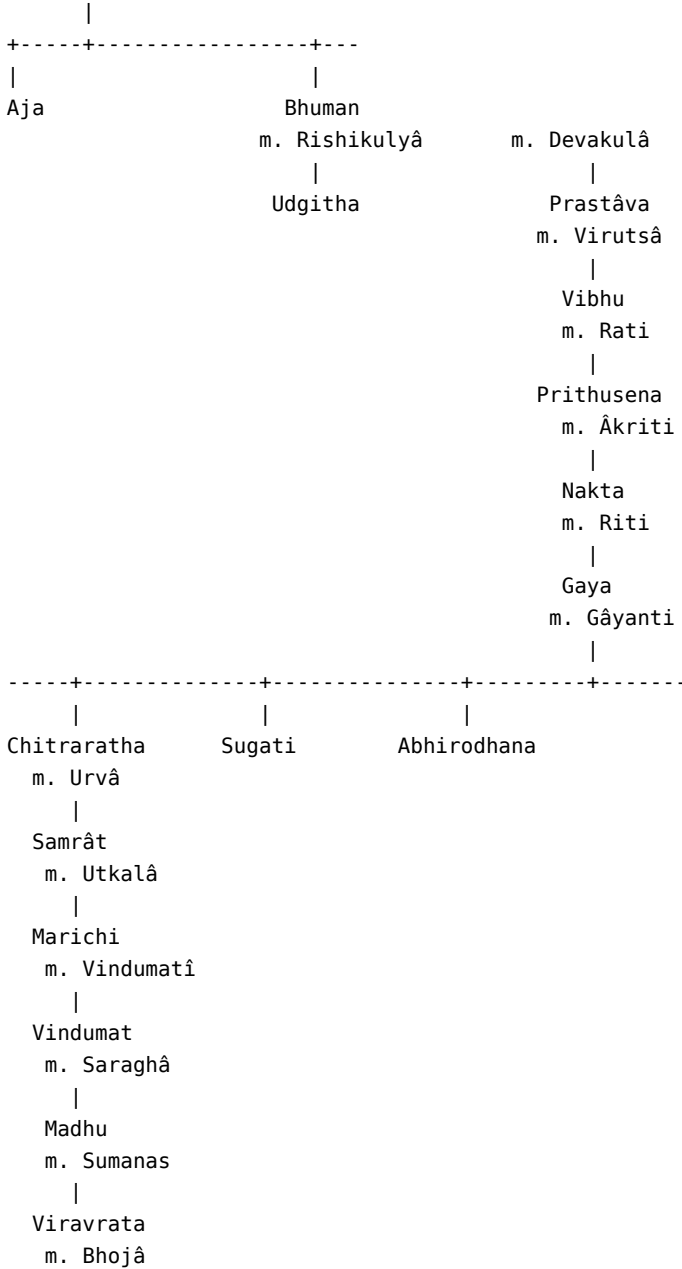 |
+-----+-----------------+---
|                       |
Aja                   Bhuman
                    m. Rishikulyâ       m. Devakulâ
                        |                     |
                     Udgitha               Prastâva
                                          m. Virutsâ
                                              |
                                            Vibhu
                                            m. Rati
                                              |
                                          Prithusena
                                            m. Âkriti
                                              |
                                            Nakta
                                            m. Riti
                                              |
                                            Gaya
                                           m. Gâyanti
                                              |
-----+--------------+---------------+---------+-------
     |              |               |
Chitraratha      Sugati        Abhirodhana
  m. Urvâ
     |
  Samrât
   m. Utkalâ
     |
  Marichi
   m. Vindumatî
     |
  Vindumat
   m. Saraghâ
     |
   Madhu
   m. Sumanas
     |
  Viravrata
   m. Bhojâ